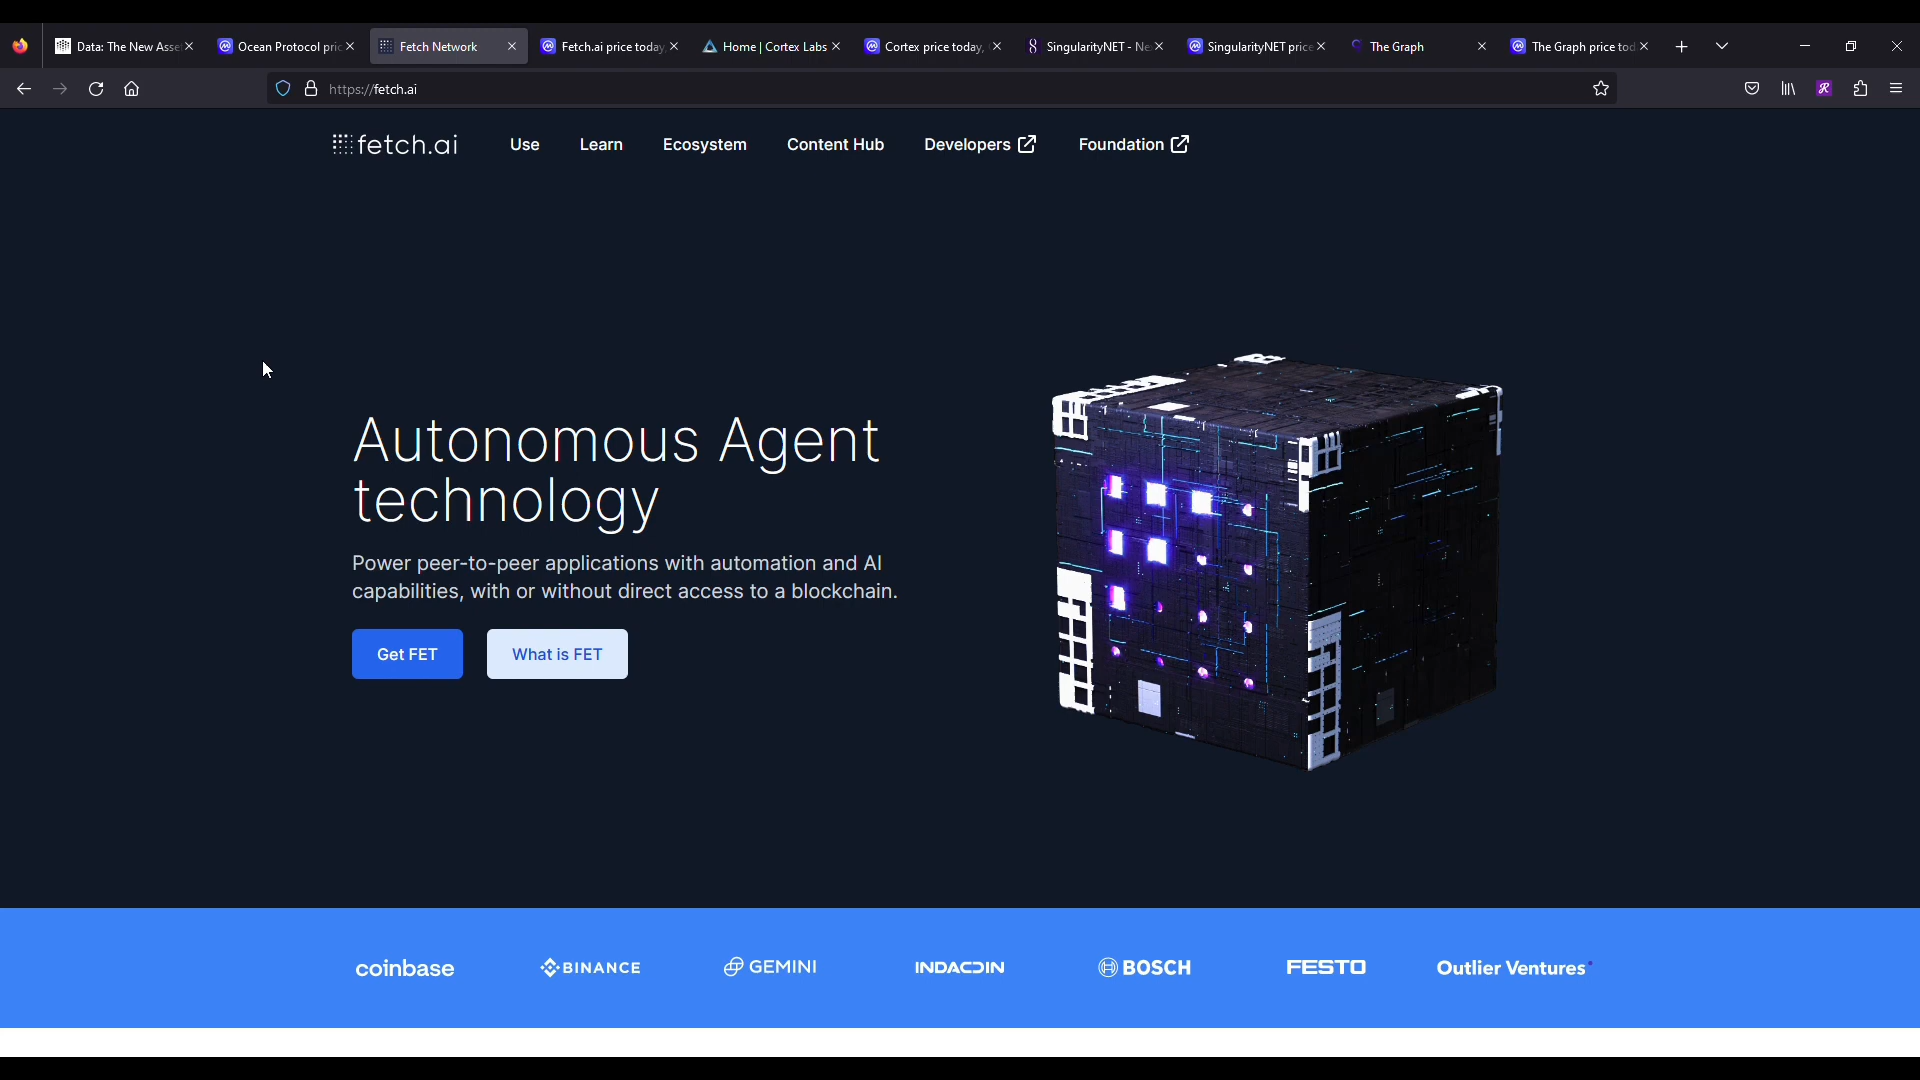 Data: The New Asse
Ocean Protocol pric
Fetch Network
Fetch.ai price today,
Home | Cortex Labs
Cortex price today,
SingularityNET - Ne
SingularityNET price
The Graph
The Graph price tod
https://fetch.ai
fetch.ai
Use
Learn
Ecosystem
Content Hub
Developers
Foundation
Autonomous Agent
technology
Power peer-to-peer applications with automation and AI
capabilities, with or without direct access to a blockchain.
Get FET
What is FET
coinbase
BINANCE
GEMINI
INDACOIN
BOSCH
FESTO
Outlier Ventures